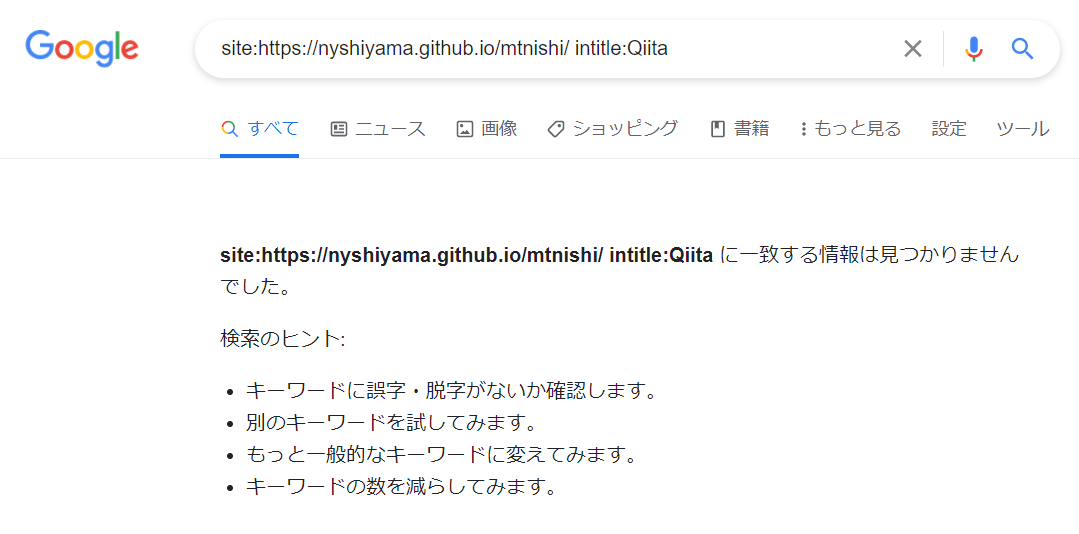 Google
site:https://nyshiyama.github.io/mtnishi/ intitle:Qiita
すべて ニュース 画像 ショッピング 書籍 もっと見る 設定 ツール
site:https://nyshiyama.github.io/mtnishi/ intitle:Qiita に一致する情報は見つかりません
でした。
検索のヒント:
キーワードに誤字・脱字がないか確認します。
別のキーワードを試してみます。
もっと一般的なキーワードに変えてみます。
キーワードの数を減らしてみます。